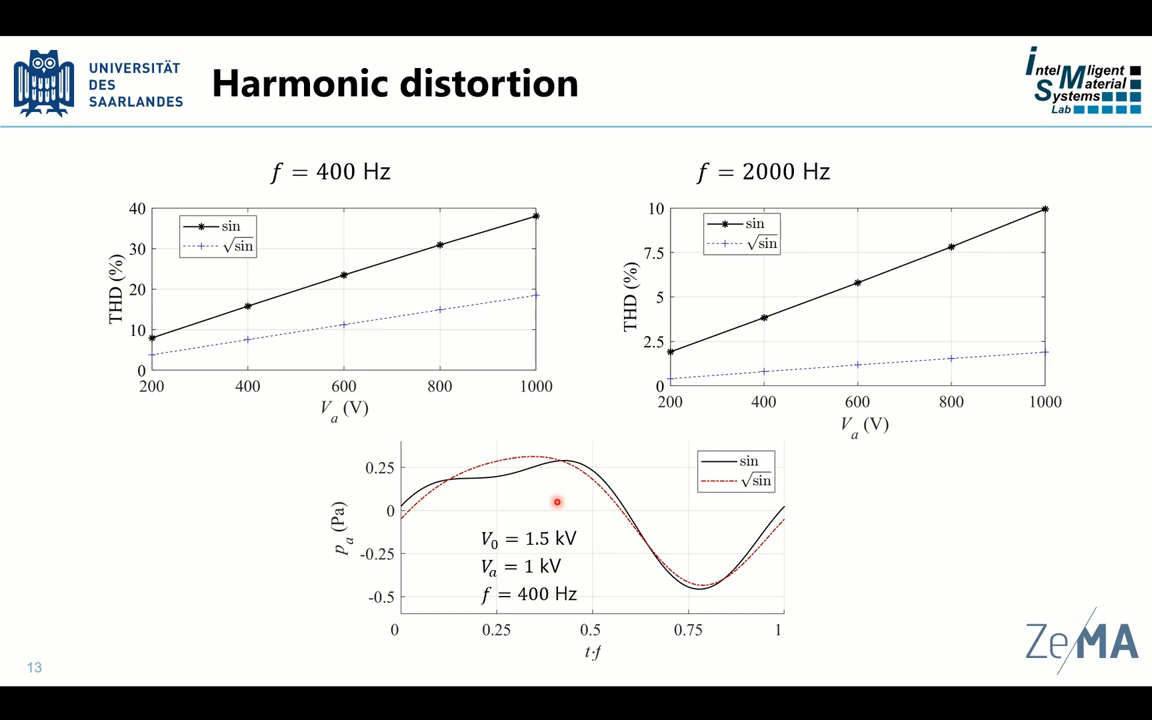 UNIVERSITÄT
DES
SAARLANDES
Harmonic distortion
intelligent
Material
Systems
Lab
f = 400 Hz
f = 2000 Hz
40
30
20
10
0
THD (%)
sin
√sin
200 400 600 800 1000
V_a (V)
10
7.5
5
2.5
0
THD (%)
sin
√sin
200 400 600 800 1000
V_a (V)
0.25
0
-0.25
-0.5
p_a (Pa)
sin
√sin
V_0 = 1.5 kV
V_a = 1 kV
f = 400 Hz
0 0.25 0.5 0.75 1
t·f
13
ZeMA